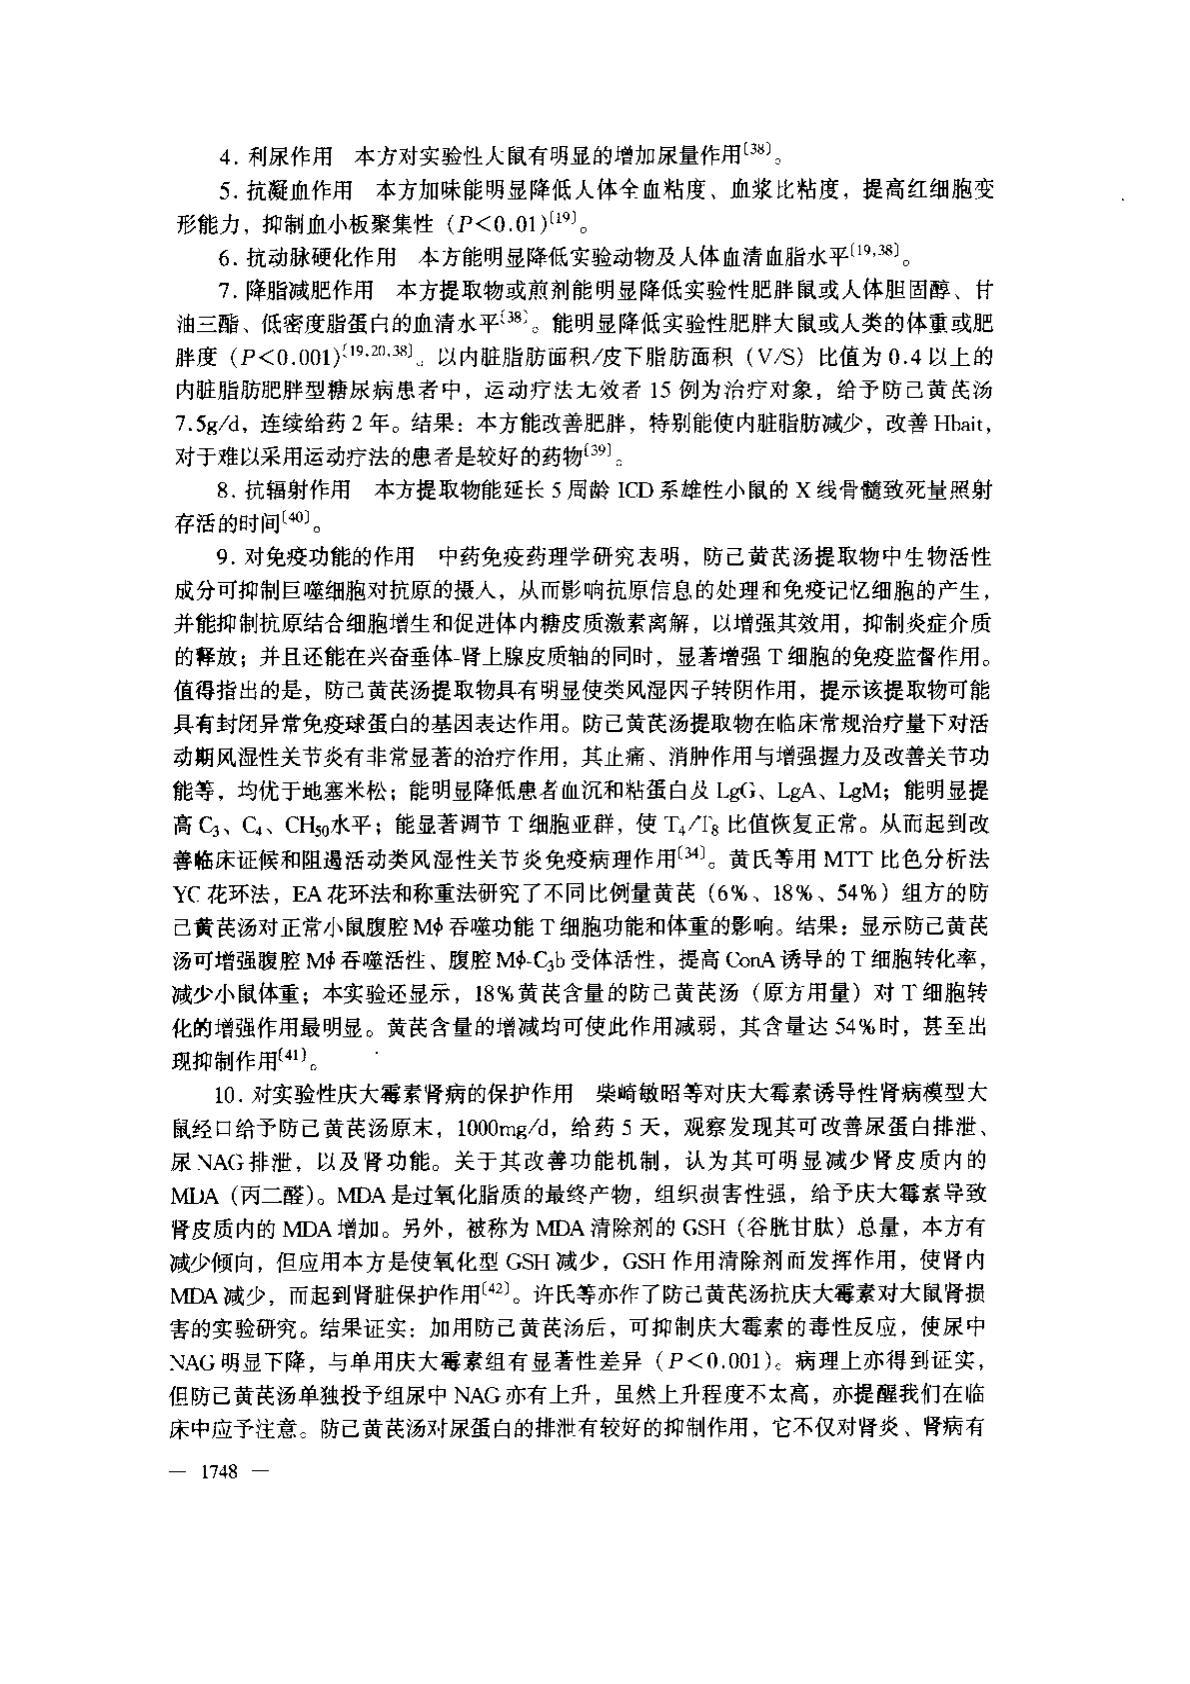 4. 利尿作用　本方对实验性大鼠有明显的增加尿量作用〔38〕。
5. 抗凝血作用　本方加味能明显降低人体全血粘度、血浆比粘度，提高红细胞变
形能力，抑制血小板聚集性（P<0.01）〔19〕。
6. 抗动脉硬化作用　本方能明显降低实验动物及人体血清血脂水平〔19,38〕。
7. 降脂减肥作用　本方提取物或煎剂能明显降低实验性肥胖鼠或人体胆固醇、甘
油三酯、低密度脂蛋白的血清水平〔38〕。能明显降低实验性肥胖大鼠或人类的体重或肥
胖度（P<0.001）〔19,20,38〕。以内脏脂肪面积/皮下脂肪面积（V/S）比值为 0.4 以上的
内脏脂肪肥胖型糖尿病患者中，运动疗法无效者 15 例为治疗对象，给予防己黄芪汤
7.5g/d，连续给药 2 年。结果：本方能改善肥胖，特别能使内脏脂肪减少，改善 Hbait，
对于难以采用运动疗法的患者是较好的药物〔39〕。
8. 抗辐射作用　本方提取物能延长 5 周龄 ICD 系雄性小鼠的 X 线骨髓致死量照射
存活的时间〔40〕。
9. 对免疫功能的作用　中药免疫药理学研究表明，防己黄芪汤提取物中生物活性
成分可抑制巨噬细胞对抗原的摄人，从而影响抗原信息的处理和免疫记忆细胞的产生，
并能抑制抗原结合细胞增生和促进体内糖皮质激素离解，以增强其效用，抑制炎症介质
的释放；并且还能在兴奋垂体-肾上腺皮质轴的同时，显著增强 T 细胞的免疫监督作用。
值得指出的是，防己黄芪汤提取物具有明显使类风湿因子转阴作用，提示该提取物可能
具有封闭异常免疫球蛋白的基因表达作用。防己黄芪汤提取物在临床常规治疗量下对活
动期风湿性关节炎有非常显著的治疗作用，其止痛、消肿作用与增强握力及改善关节功
能等，均优于地塞米松；能明显降低患者血沉和粘蛋白及 LgG、LgA、LgM；能明显提
高 C₃、C₄、CH₅₀水平；能显著调节 T 细胞亚群，使 T₄/T₈ 比值恢复正常。从而起到改
善临床证候和阻遏活动类风湿性关节炎免疫病理作用〔34〕。黄氏等用 MTT 比色分析法
YC 花环法，EA 花环法和称重法研究了不同比例量黄芪（6%、18%、54%）组方的防
己黄芪汤对正常小鼠腹腔 Mϕ 吞噬功能 T 细胞功能和体重的影响。结果：显示防己黄芪
汤可增强腹腔 Mϕ 吞噬活性、腹腔 Mϕ-C₃b 受体活性，提高 ConA 诱导的 T 细胞转化率，
减少小鼠体重；本实验还显示，18%黄芪含量的防己黄芪汤（原方用量）对 T 细胞转
化的增强作用最明显。黄芪含量的增减均可使此作用减弱，其含量达 54%时，甚至出
现抑制作用〔41〕。
10. 对实验性庆大霉素肾病的保护作用　柴崎敏昭等对庆大霉素诱导性肾病模型大
鼠经口给予防己黄芪汤原末，1000mg/d，给药 5 天，观察发现其可改善尿蛋白排泄、
尿 NAG 排泄，以及肾功能。关于其改善功能机制，认为其可明显减少肾皮质内的
MDA（丙二醛）。MDA 是过氧化脂质的最终产物，组织损害性强，给予庆大霉素导致
肾皮质内的 MDA 增加。另外，被称为 MDA 清除剂的 GSH（谷胱甘肽）总量，本方有
减少倾向，但应用本方是使氧化型 GSH 减少，GSH 作用清除剂而发挥作用，使肾内
MDA 减少，而起到肾脏保护作用〔42〕。许氏等亦作了防己黄芪汤抗庆大霉素对大鼠肾损
害的实验研究。结果证实：加用防己黄芪汤后，可抑制庆大霉素的毒性反应，使尿中
NAG 明显下降，与单用庆大霉素组有显著性差异（P<0.001）。病理上亦得到证实，
但防己黄芪汤单独投予组尿中 NAG 亦有上升，虽然上升程度不太高，亦提醒我们在临
床中应予注意。防己黄芪汤对尿蛋白的排泄有较好的抑制作用，它不仅对肾炎、肾病有
— 1748 —